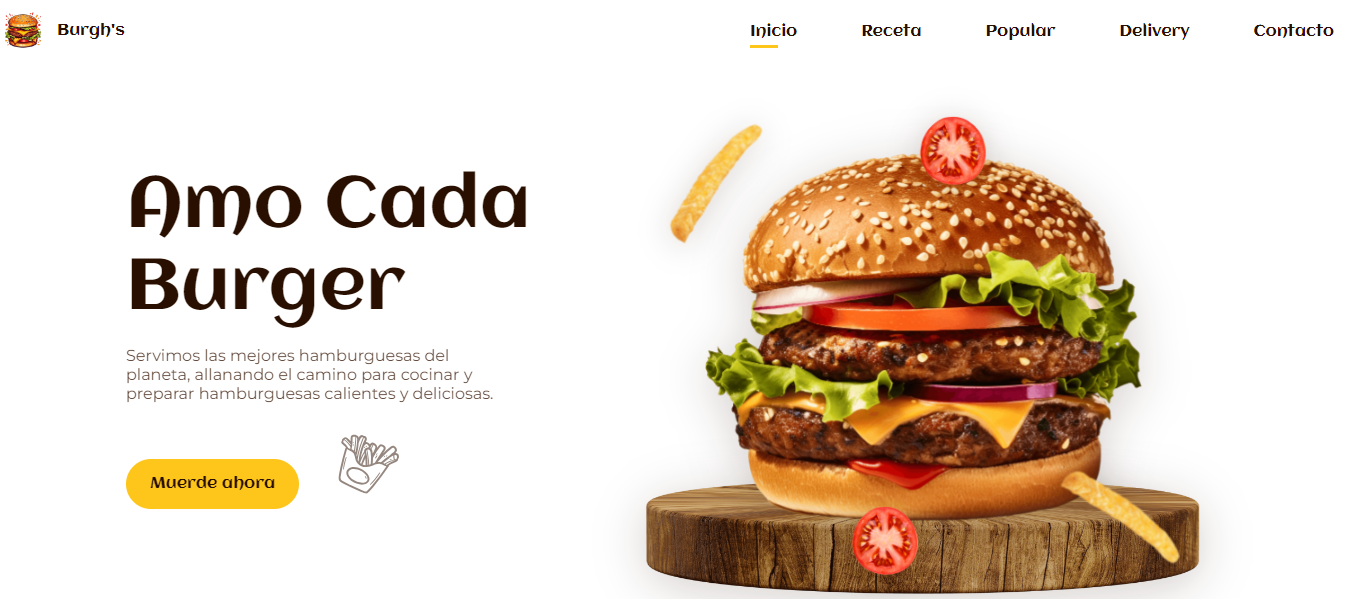 Burgh's
Inicio
Receta
Popular
Delivery
Contacto
Amo Cada
Burger
Servimos las mejores hamburguesas del
planeta, allanando el camino para cocinar y
preparar hamburguesas calientes y deliciosas.
Muerde ahora